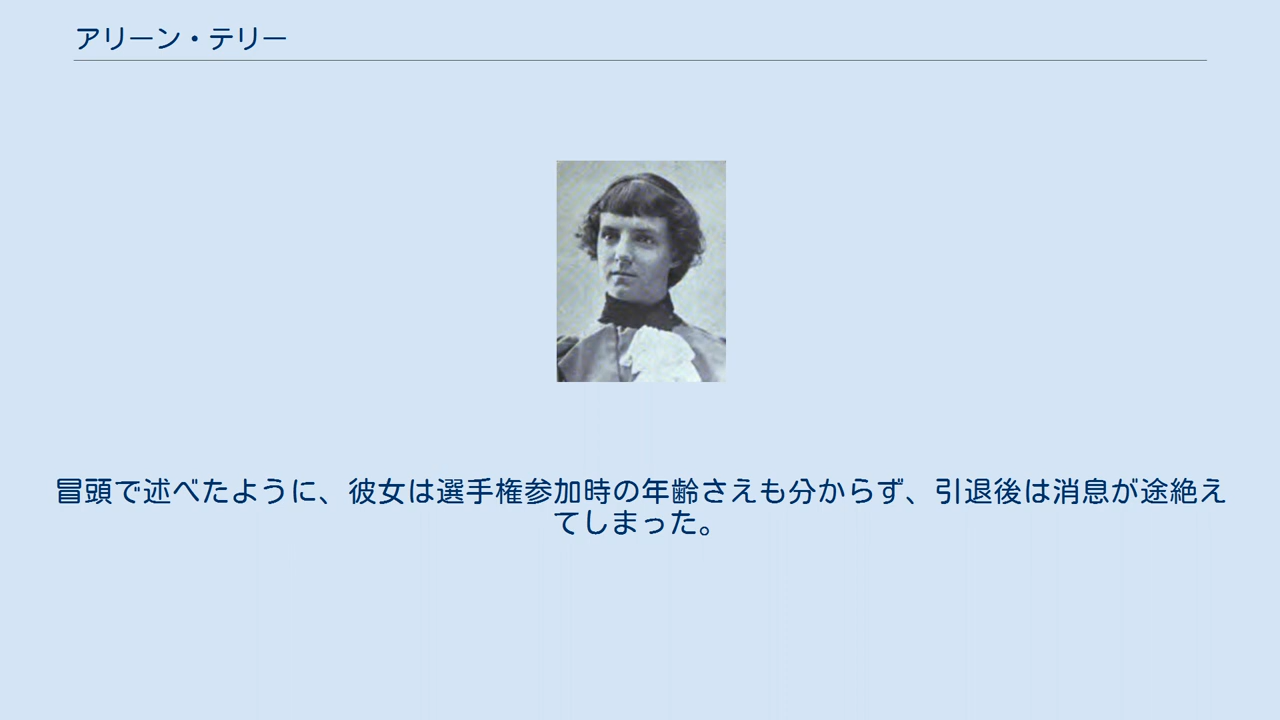 アリーン・テリー
冒頭で述べたように、彼女は選手権参加時の年齢さえも分からず、引退後は消息が途絶え
てしまった。